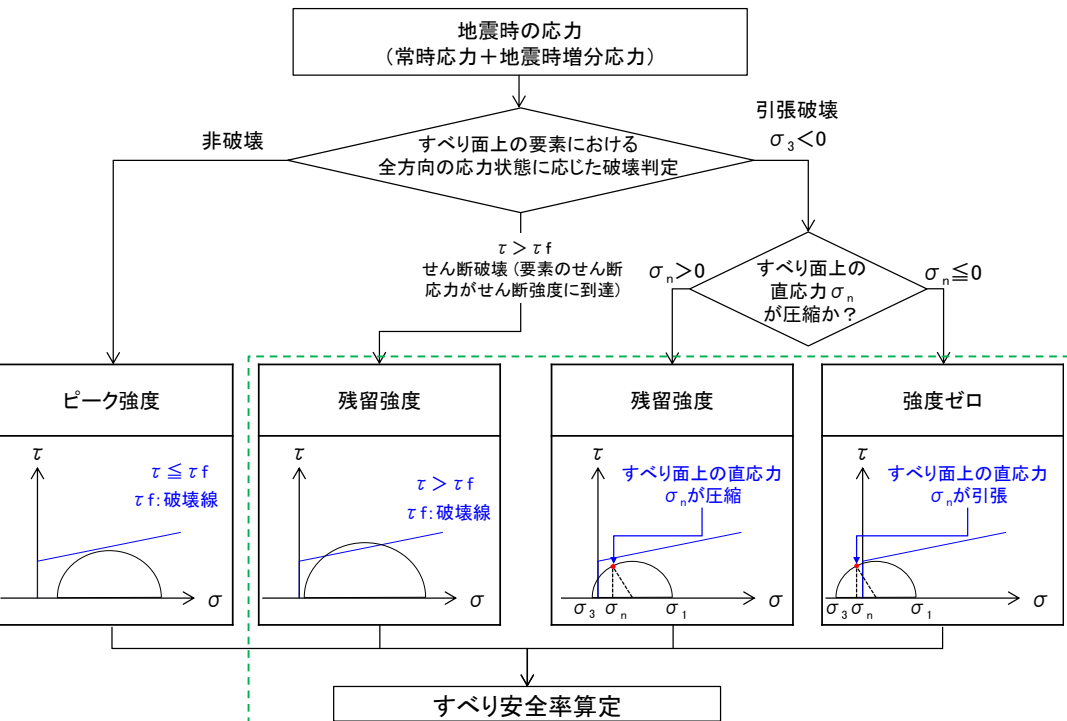 地震時の応力
（常時応力＋地震時増分応力）
すべり面上の要素における
全方向の応力状態に応じた破壊判定
非破壊
引張破壊
σ3<0
τ＞τf
せん断破壊（要素のせん断
応力がせん断強度に到達）
すべり面上の
直応力σn
が圧縮か？
σn>0
σn≦0
ピーク強度
τ
τ≦τf
τf:破壊線
σ
残留強度
τ
τ＞τf
τf:破壊線
σ
残留強度
τ
すべり面上の直応力
σnが圧縮
σ3 σn σ1 σ
強度ゼロ
τ
すべり面上の直応力
σnが引張
σ3 σn σ1 σ
すべり安全率算定